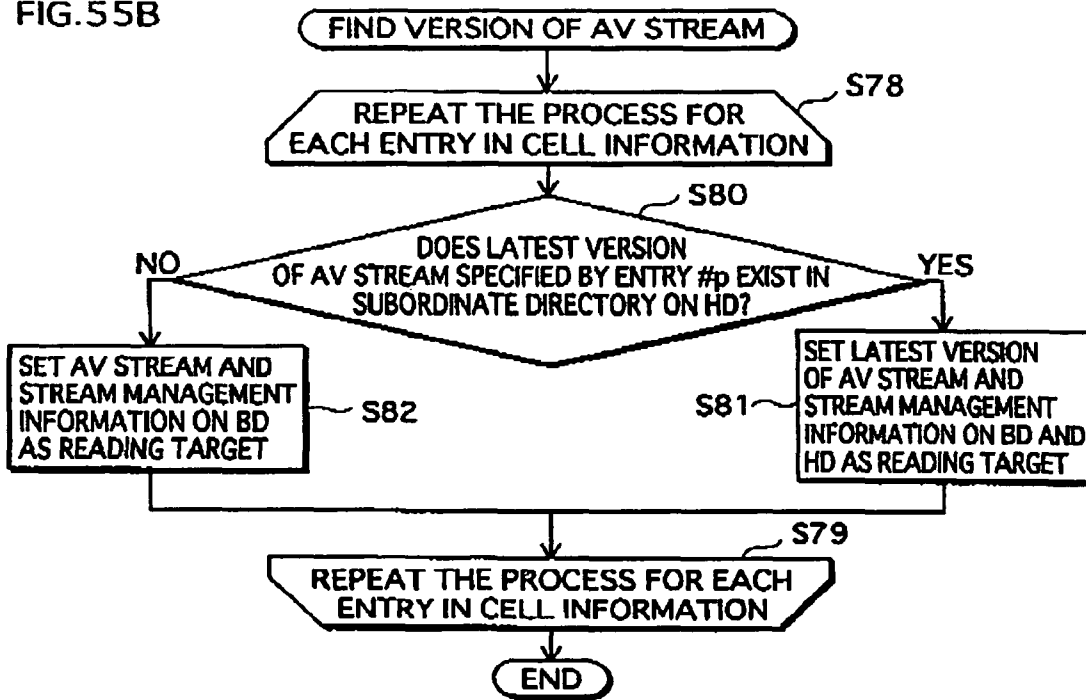 FIG.55B
FIND VERSION OF AV STREAM
REPEAT THE PROCESS FOR
EACH ENTRY IN CELL INFORMATION
S78
S80
DOES LATEST VERSION
OF AV STREAM SPECIFIED BY ENTRY #p EXIST IN
SUBORDINATE DIRECTORY ON HD?
NO
YES
SET AV STREAM AND
STREAM MANAGEMENT
INFORMATION ON BD
AS READING TARGET
S82
S81
SET LATEST VERSION
OF AV STREAM AND
STREAM MANAGEMENT
INFORMATION ON BD AND
HD AS READING TARGET
S79
REPEAT THE PROCESS FOR EACH
ENTRY IN CELL INFORMATION
END